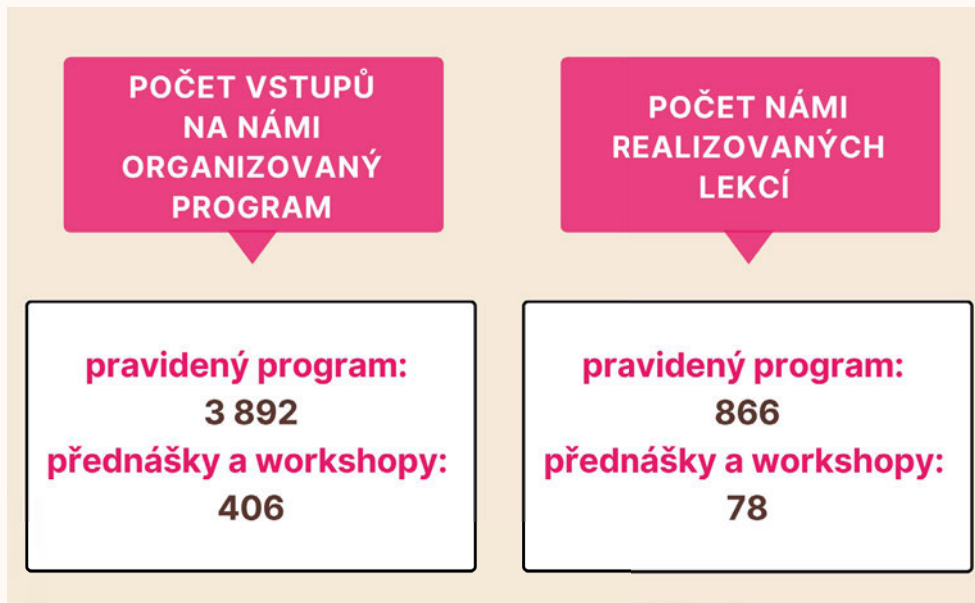 POČET VSTUPŮ
NA NÁMI
ORGANIZOVANÝ
PROGRAM
pravidený program:
3 892
přednášky a workshopy:
406
POČET NÁMI
REALIZOVANÝCH
LEKCÍ
pravidený program:
866
přednášky a workshopy:
78